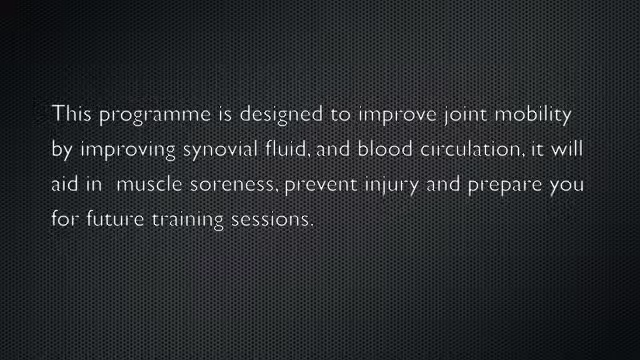 This programme is designed to improve joint mobility
by improving synovial fluid, and blood circulation, it will
aid in  muscle soreness, prevent injury and prepare you
for future training sessions.